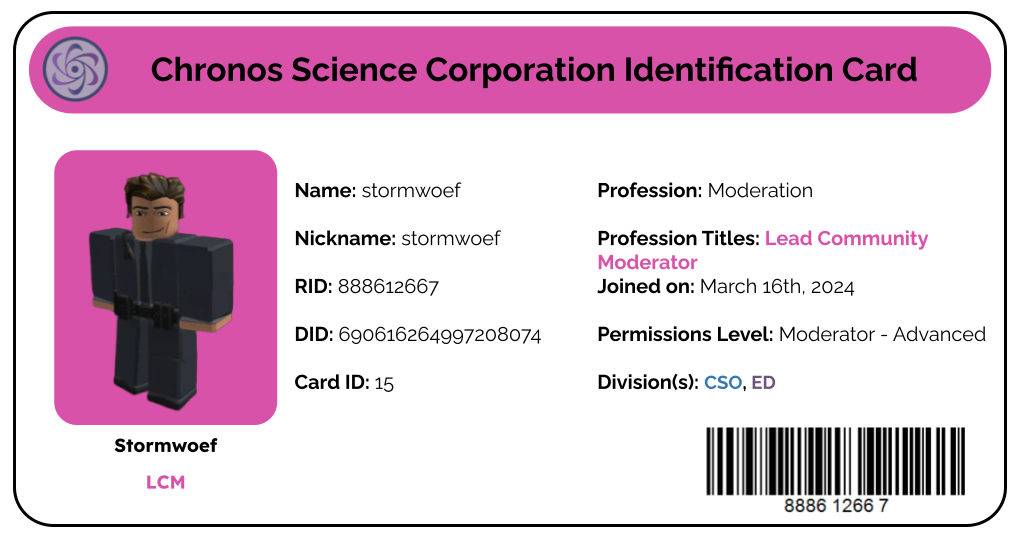 Chronos Science Corporation Identification Card
Name: stormwoef
Nickname: stormwoef
RID: 888612667
DID: 690616264997208074
Card ID: 15
Profession: Moderation
Profession Titles: Lead Community
Moderator
Joined on: March 16th, 2024
Permissions Level: Moderator - Advanced
Division(s): CSO, ED
Stormwoef
LCM
8886 1266 7